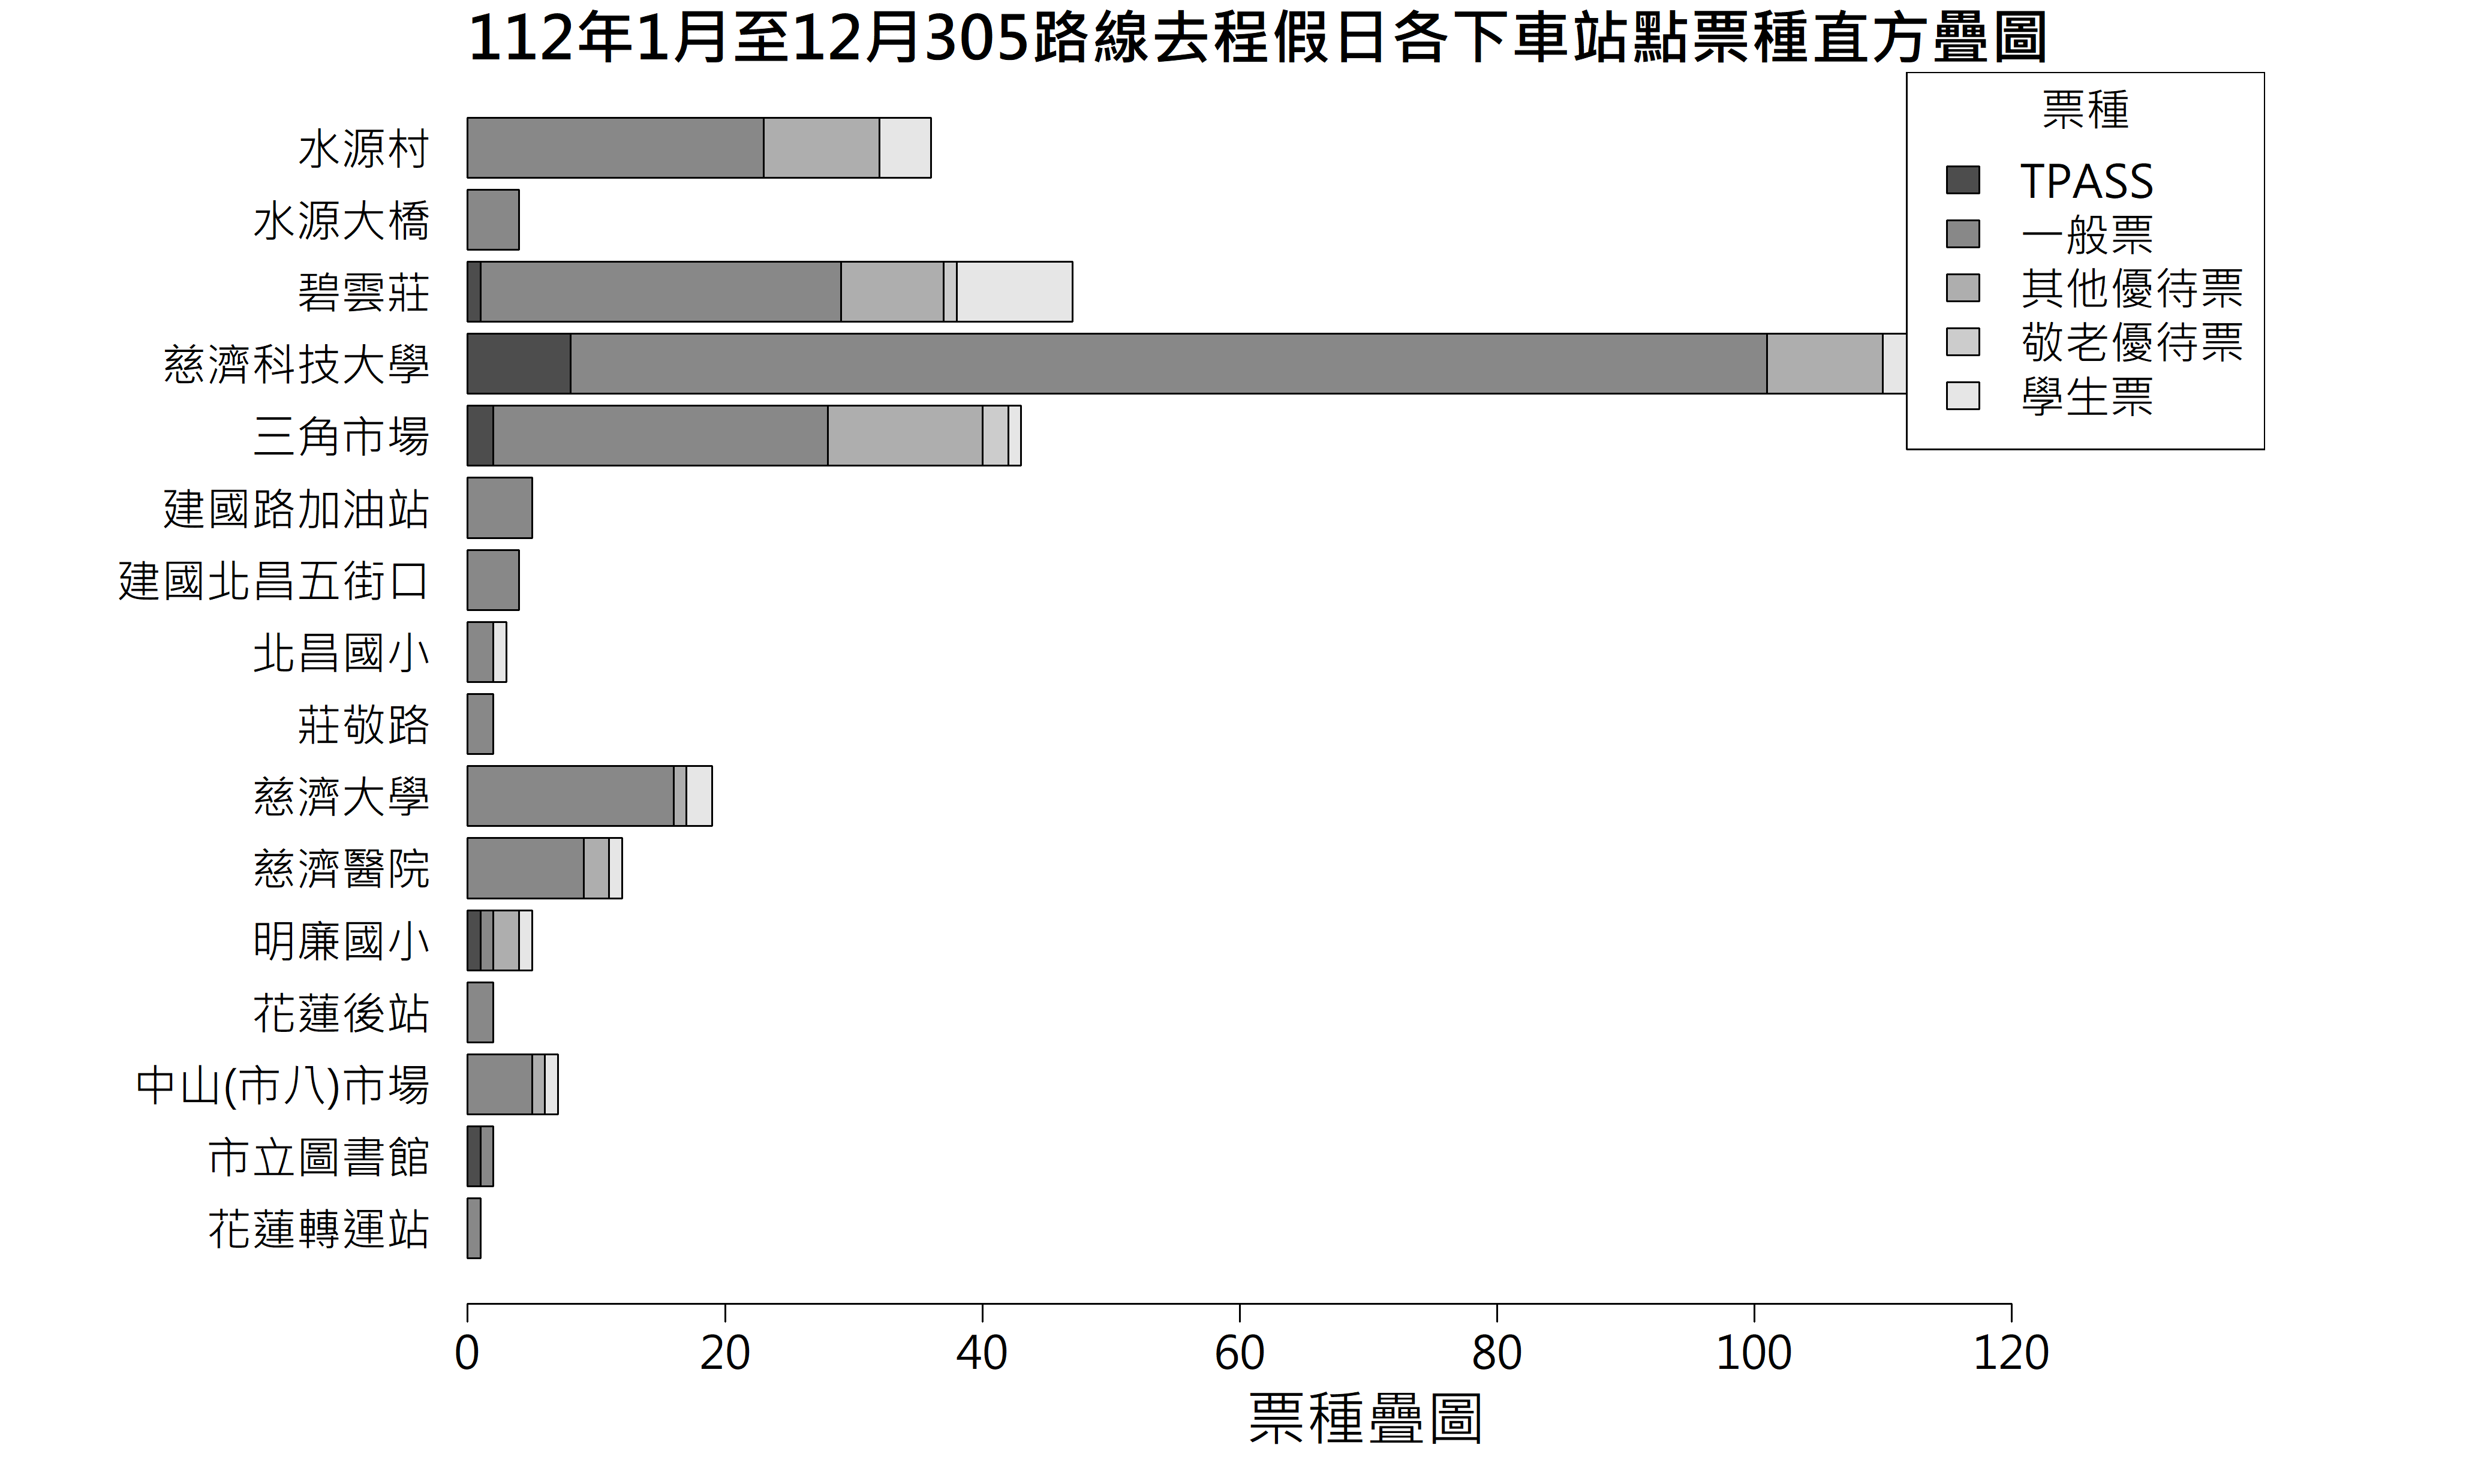 112年1月至12月305路線去程假日各下車站點票種直方疊圖
票種
TPASS
一般票
其他優待票
敬老優待票
學生票
水源村
水源大橋
碧雲莊
慈濟科技大學
三角市場
建國路加油站
建國北昌五街口
北昌國小
莊敬路
慈濟大學
慈濟醫院
明廉國小
花蓮後站
中山(市八)市場
市立圖書館
花蓮轉運站
0 20 40 60 80 100 120
票種疊圖